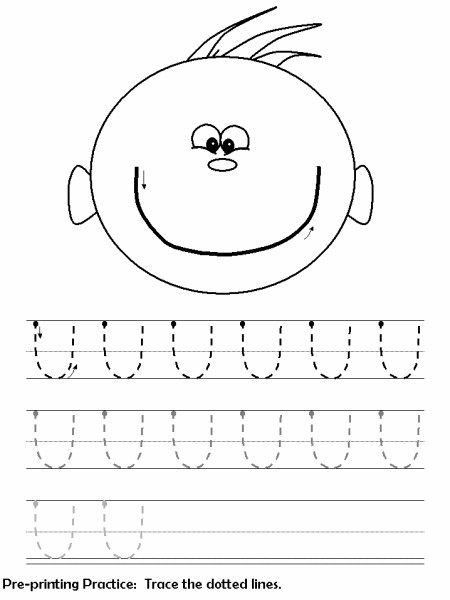 U U U U U U
U U U U U U
U U
Pre-printing Practice: Trace the dotted lines.